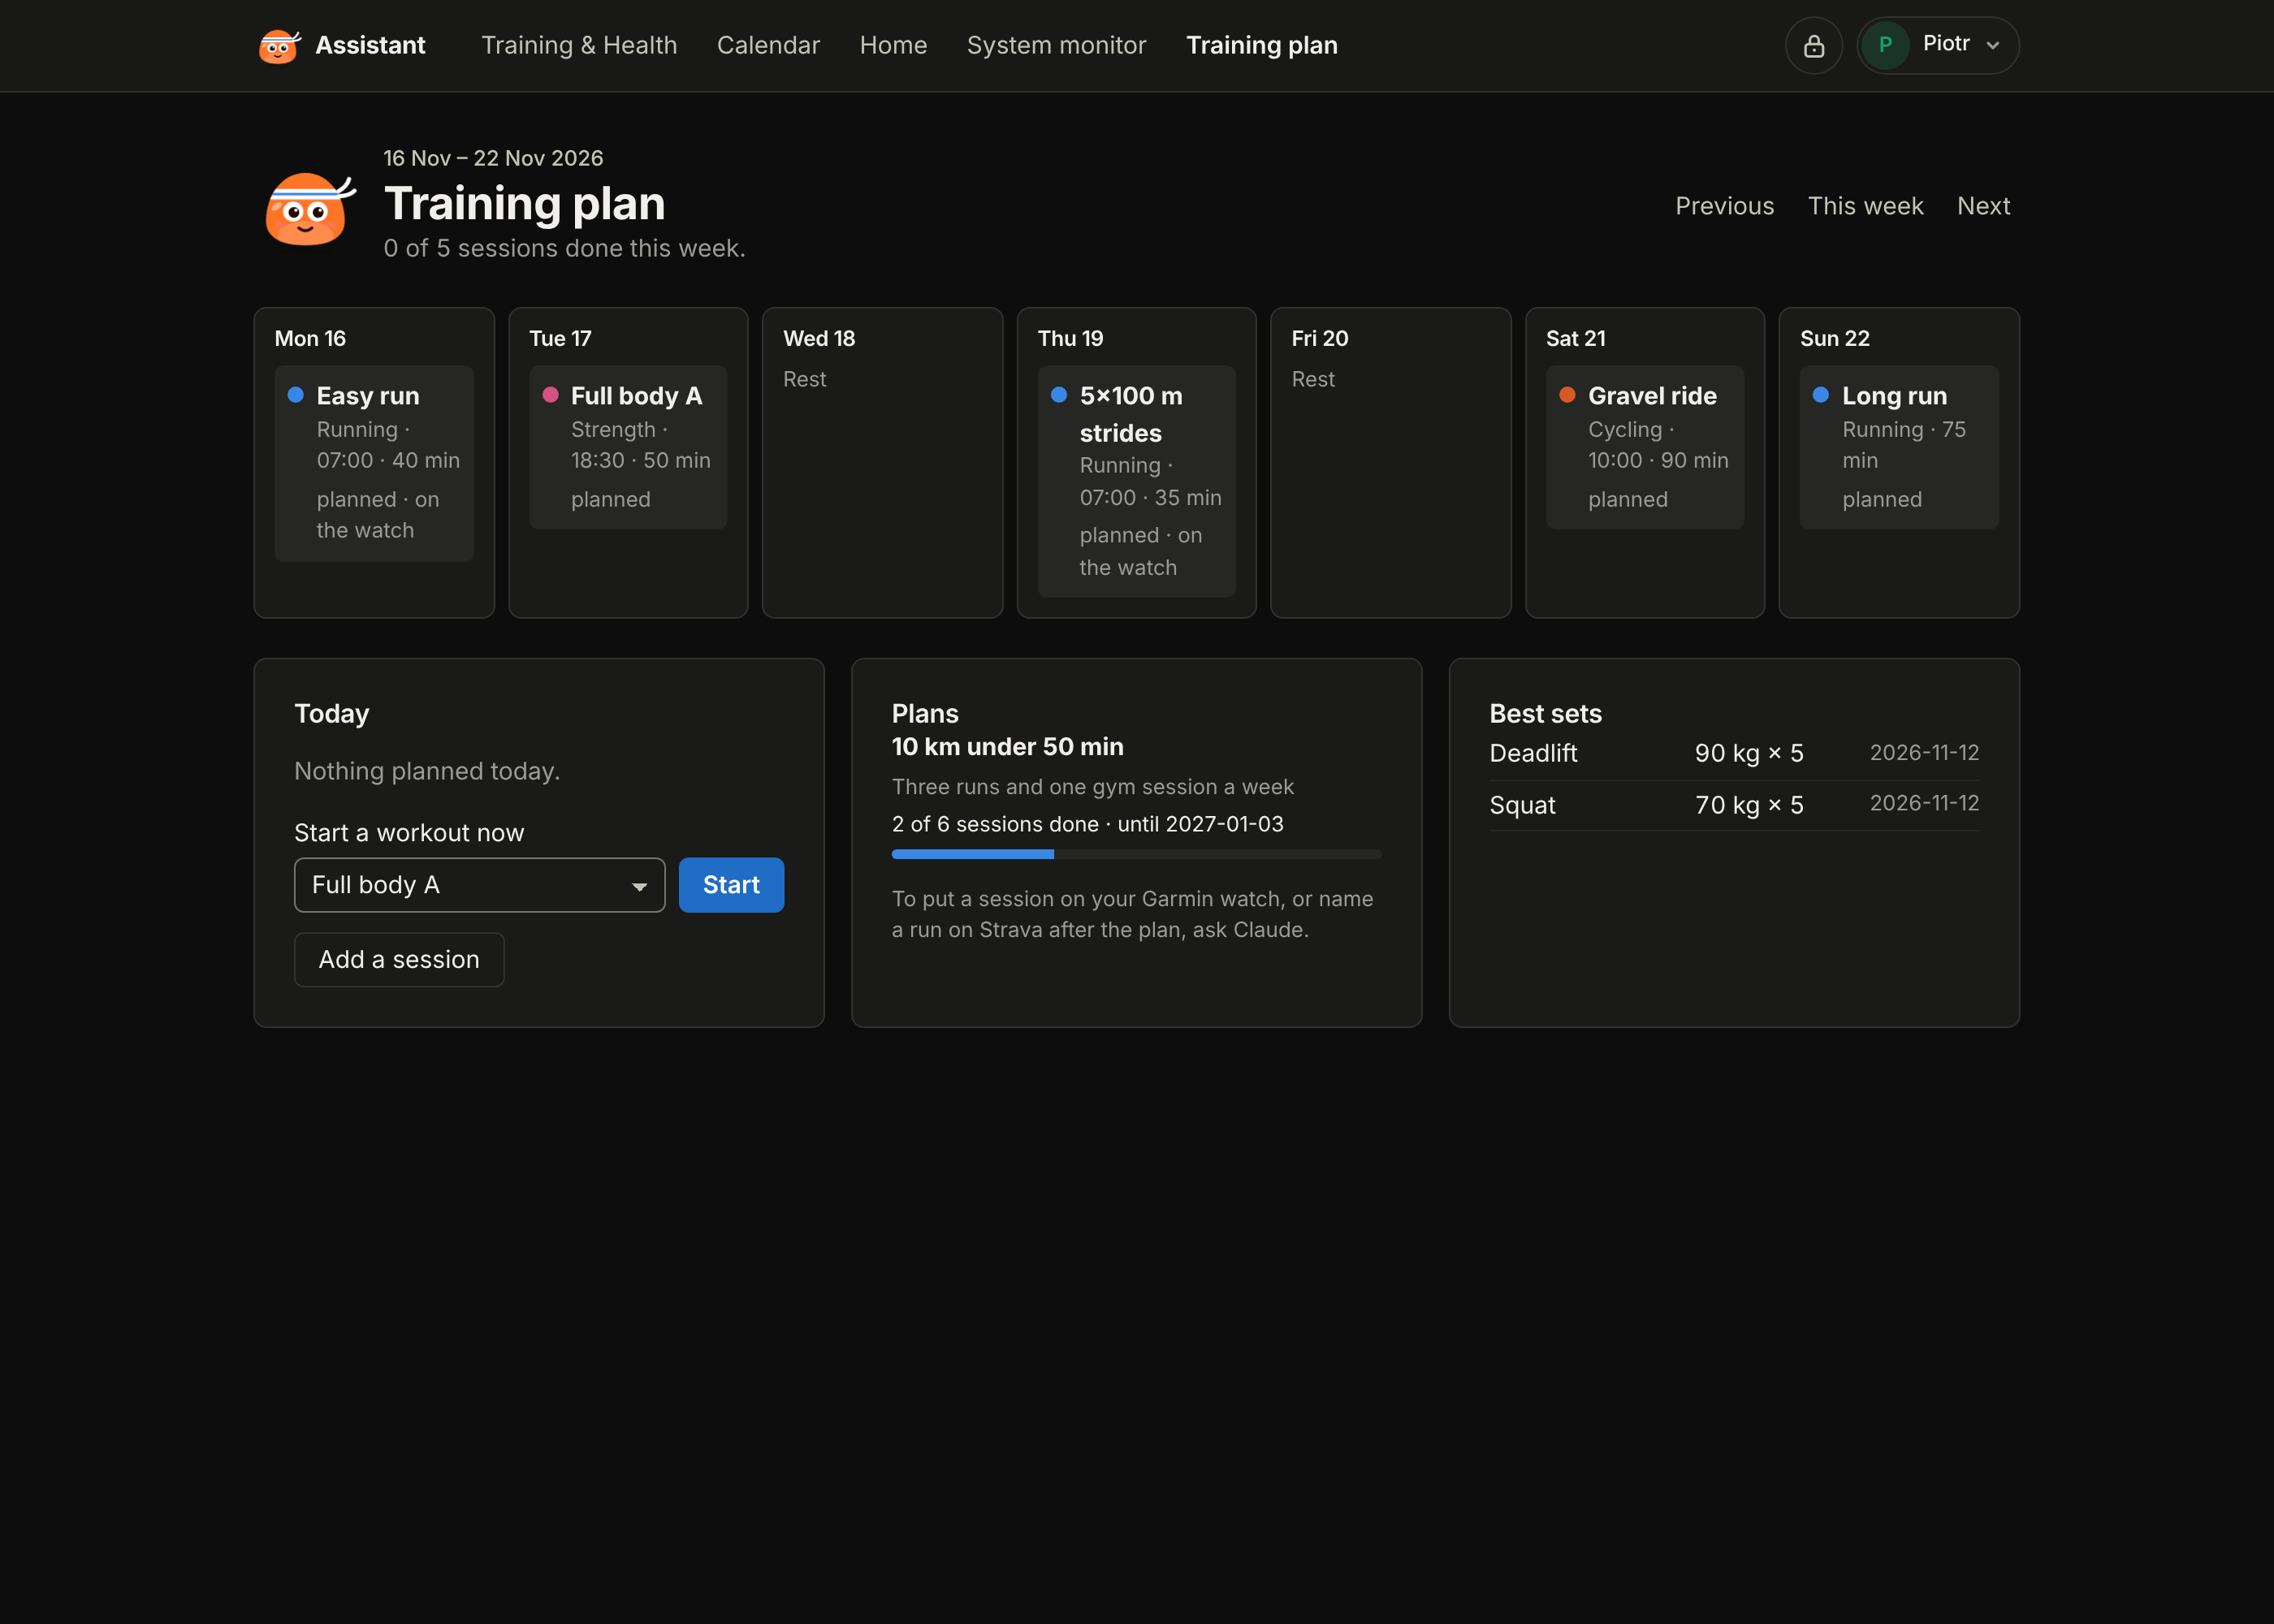 Assistant
Training & Health
Calendar
Home
System monitor
Training plan
P
Piotr
16 Nov – 22 Nov 2026
Training plan
0 of 5 sessions done this week.
Previous
This week
Next
Mon 16
Easy run
Running ·
07:00 · 40 min
planned · on
the watch
Tue 17
Full body A
Strength ·
18:30 · 50 min
planned
Wed 18
Rest
Thu 19
5×100 m
strides
Running ·
07:00 · 35 min
planned · on
the watch
Fri 20
Rest
Sat 21
Gravel ride
Cycling ·
10:00 · 90 min
planned
Sun 22
Long run
Running · 75
min
planned
Today
Nothing planned today.
Start a workout now
Full body A
Start
Add a session
Plans
10 km under 50 min
Three runs and one gym session a week
2 of 6 sessions done · until 2027-01-03
To put a session on your Garmin watch, or name
a run on Strava after the plan, ask Claude.
Best sets
Deadlift 90 kg × 5 2026-11-12
Squat 70 kg × 5 2026-11-12